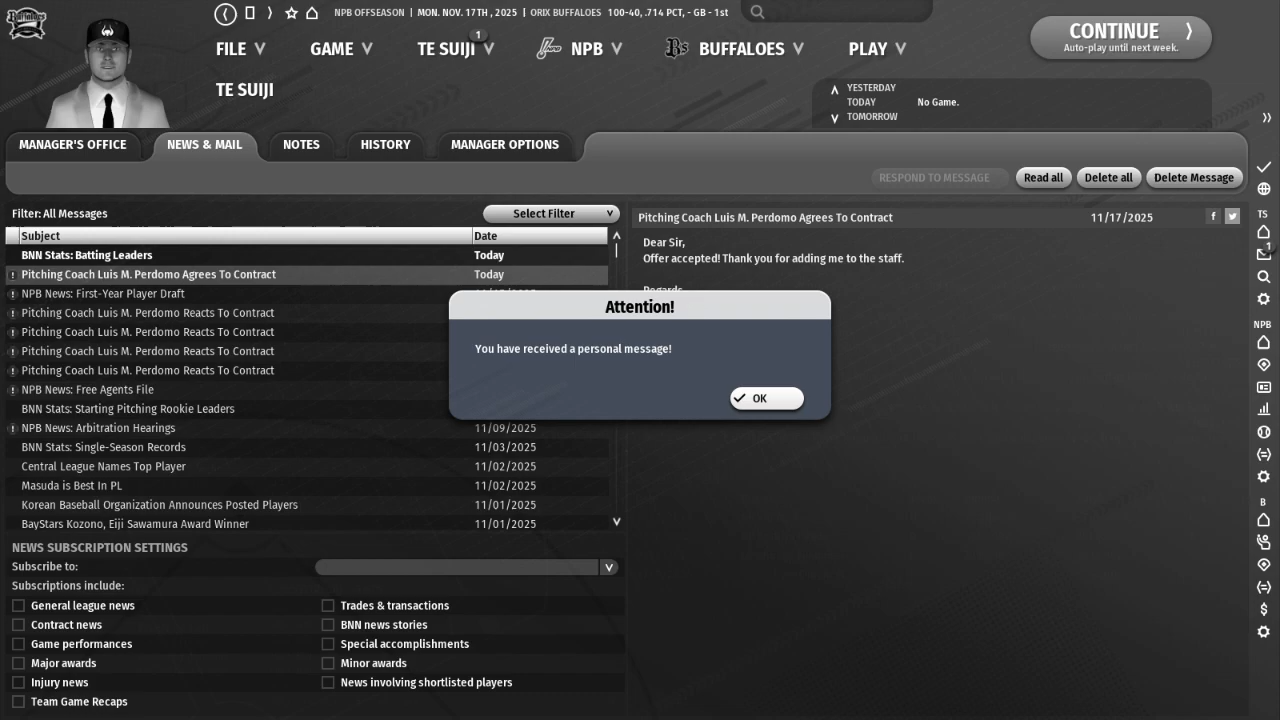 Buffaloes
NPB OFFSEASON | MON. NOV. 17TH , 2025 | ORIX BUFFALOES 100-40, .714 PCT, - GB - 1st
FILE GAME TE SUIJI 1 NPB Bs BUFFALOES PLAY
CONTINUE
Auto-play until next week.
TE SUIJI
YESTERDAY
TODAY No Game.
TOMORROW
MANAGER'S OFFICE NEWS & MAIL NOTES HISTORY MANAGER OPTIONS
RESPOND TO MESSAGE Read all Delete all Delete Message
Filter: All Messages Select Filter
Subject Date
BNN Stats: Batting Leaders Today
Pitching Coach Luis M. Perdomo Agrees To Contract Today
NPB News: First-Year Player Draft
Pitching Coach Luis M. Perdomo Reacts To Contract
Pitching Coach Luis M. Perdomo Reacts To Contract
Pitching Coach Luis M. Perdomo Reacts To Contract
Pitching Coach Luis M. Perdomo Reacts To Contract
NPB News: Free Agents File
BNN Stats: Starting Pitching Rookie Leaders
NPB News: Arbitration Hearings 11/09/2025
BNN Stats: Single-Season Records 11/03/2025
Central League Names Top Player 11/02/2025
Masuda is Best In PL 11/02/2025
Korean Baseball Organization Announces Posted Players 11/01/2025
BayStars Kozono, Eiji Sawamura Award Winner 11/01/2025
Pitching Coach Luis M. Perdomo Agrees To Contract 11/17/2025
Dear Sir,
Offer accepted! Thank you for adding me to the staff.
Regards
Attention!
You have received a personal message!
OK
NEWS SUBSCRIPTION SETTINGS
Subscribe to:
Subscriptions include:
General league news Trades & transactions
Contract news BNN news stories
Game performances Special accomplishments
Major awards Minor awards
Injury news News involving shortlisted players
Team Game Recaps
TS
1
NPB
B